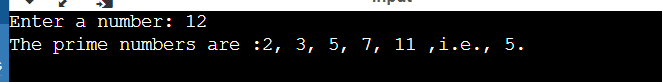 Enter a number: 12
The prime numbers are :2, 3, 5, 7, 11 ,i.e., 5.